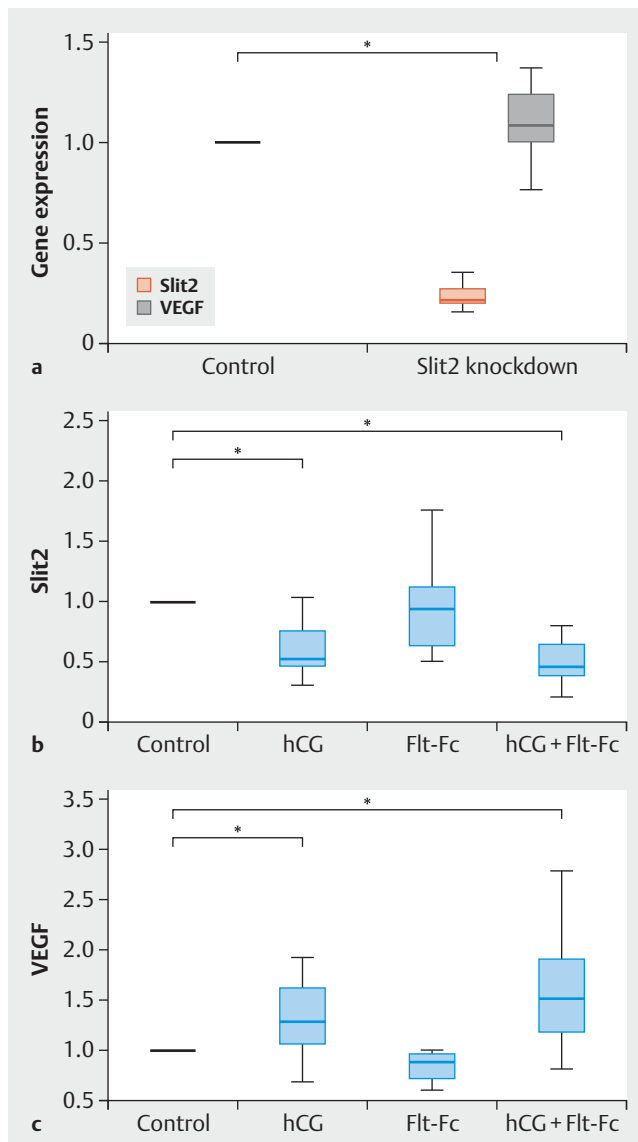 1.5
*
1.0
Gene expression
0.5
Slit2
VEGF
0
a
Control Slit2 knockdown
2.5
*
2.0
*
1.5
Slit2
1.0
0.5
0
b
Control hCG Flt-Fc hCG + Flt-Fc
3.5
*
3.0
*
2.5
VEGF
2.0
1.5
1.0
0.5
c
Control hCG Flt-Fc hCG + Flt-Fc